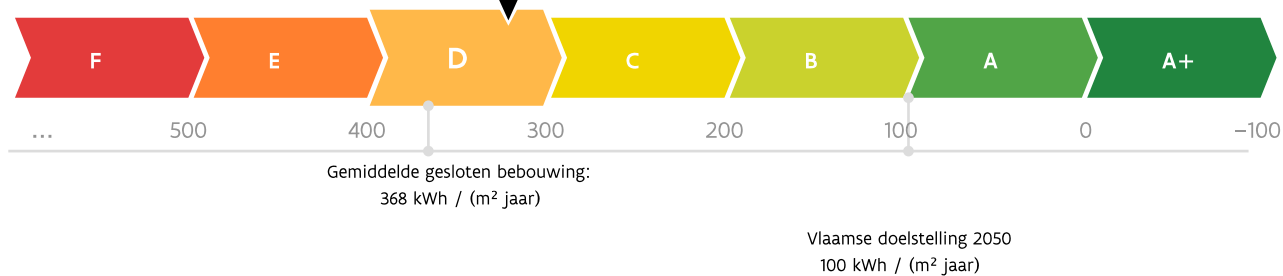 F E D C B A A+
... 500 400 300 200 100 0 −100
Gemiddelde gesloten bebouwing:
368 kWh / (m² jaar)
Vlaamse doelstelling 2050
100 kWh / (m² jaar)